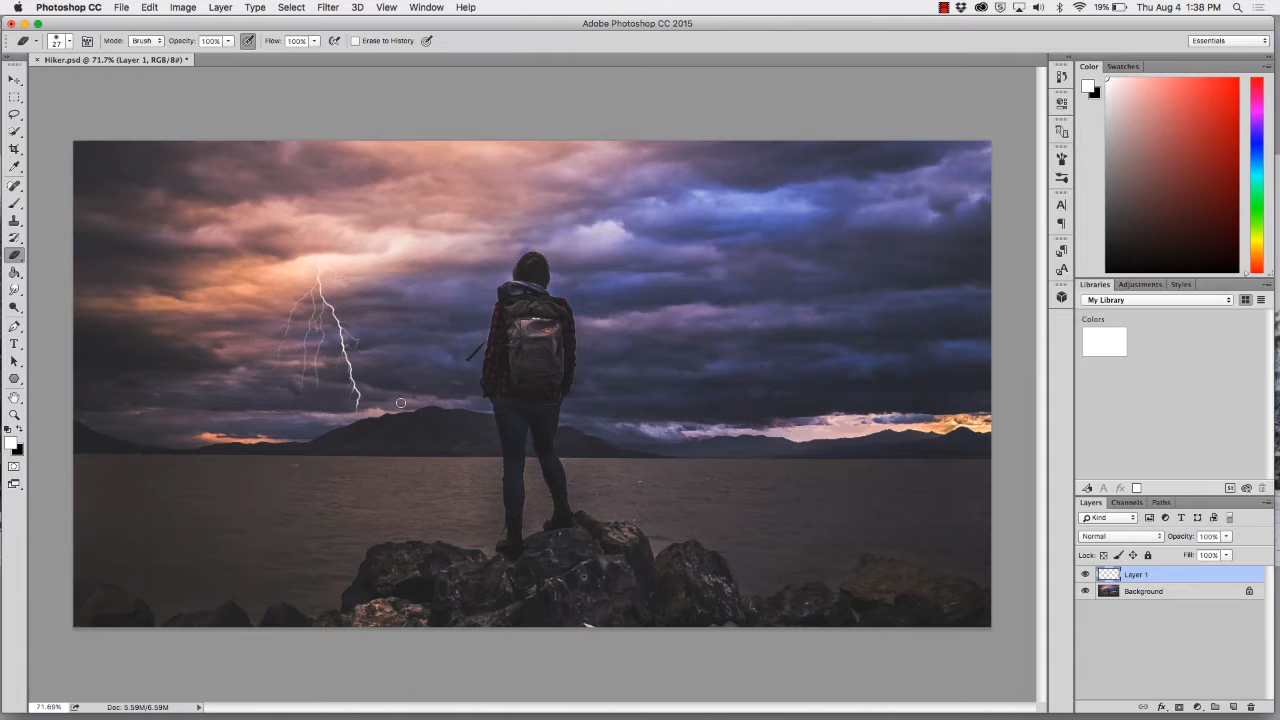 Photoshop CC File Edit Image Layer Type Select Filter 3D View Window Help 19% Thu Aug 4 1:38 PM
Adobe Photoshop CC 2015
27 Mode: Brush Opacity: 100% Flow: 100% Erase to History Essentials
× Hiker.psd @ 71.7% (Layer 1, RGB/8#) *
Color Swatches
Libraries Adjustments Styles
My Library
Colors
Layers Channels Paths
Kind
Normal Opacity: 100%
Lock: Fill: 100%
Layer 1
Background
71.69% Doc: 5.59M/6.59M